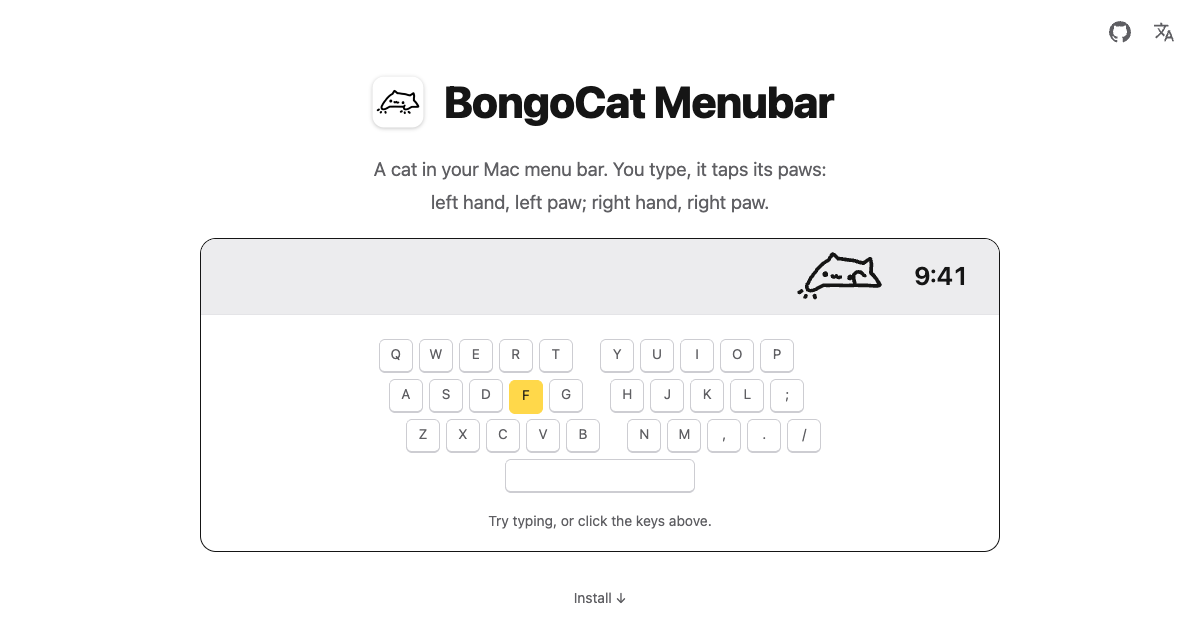 BongoCat Menubar
A cat in your Mac menu bar. You type, it taps its paws:
left hand, left paw; right hand, right paw.
9:41
Q W E R T Y U I O P
A S D F G H J K L ;
Z X C V B N M , . /
Try typing, or click the keys above.
Install ↓